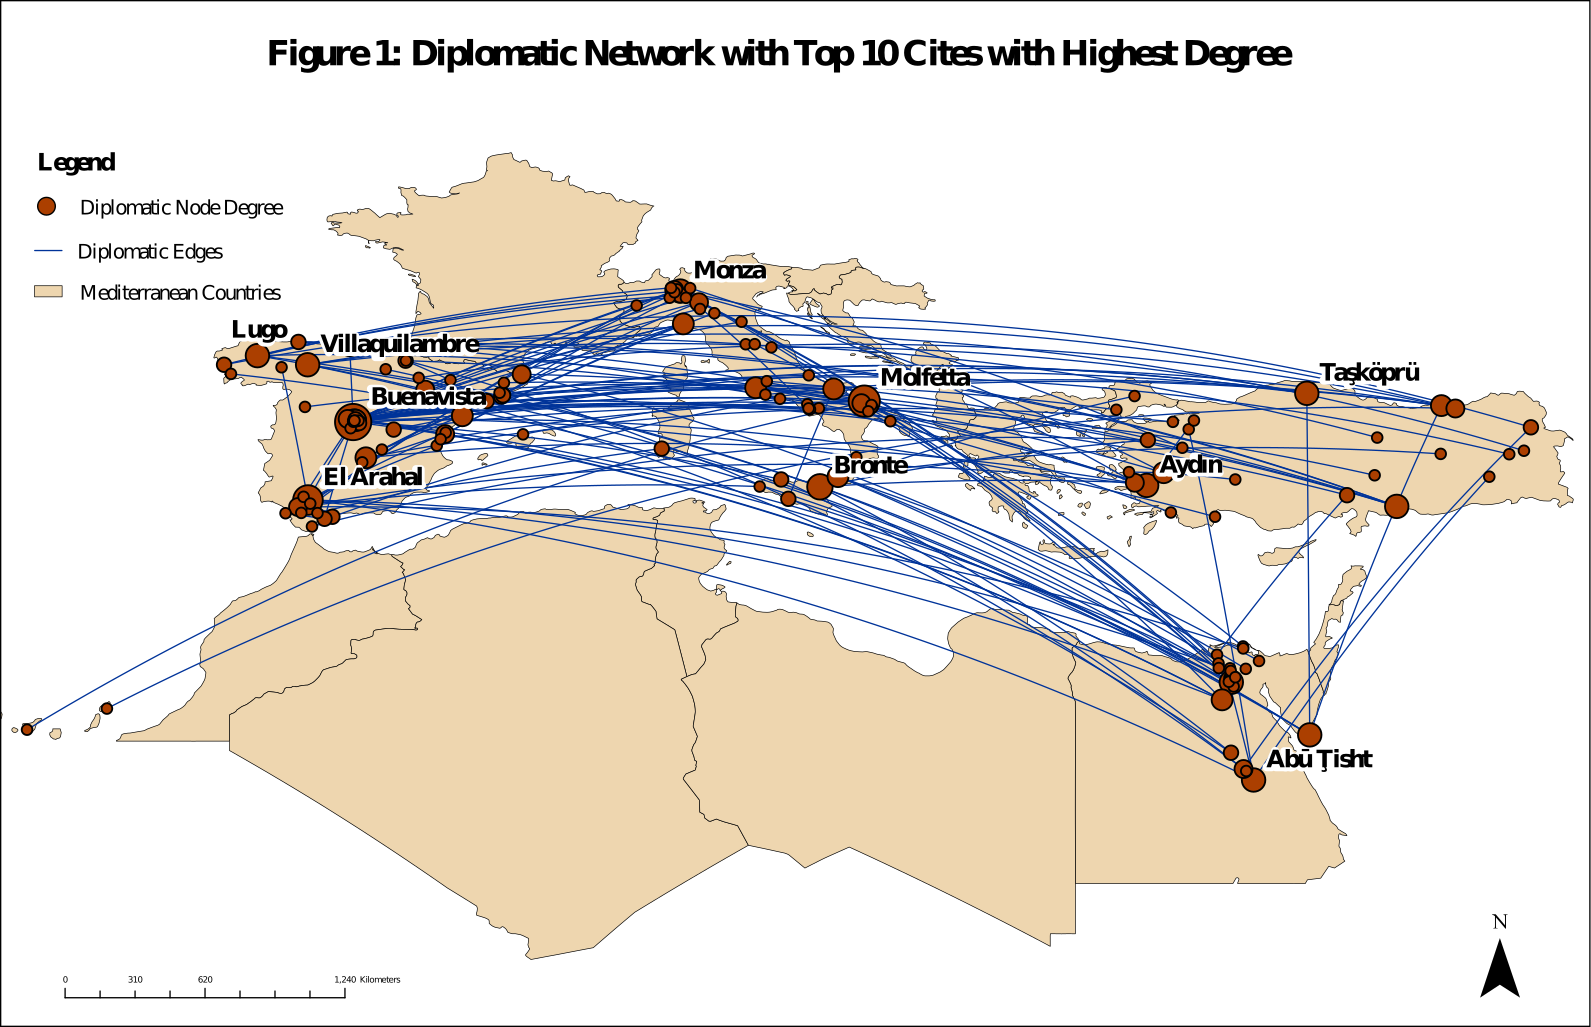 Figure 1: Diplomatic Network with Top 10 Cites with Highest Degree
Legend
Diplomatic Node Degree
Diplomatic Edges
Mediterranean Countries
Monza
Lugo
Villaquilambre
Taşköprü
Molfetta
Buenavista
Bronte
Aydın
El Arahal
Abū Ţisht
N
0 310 620 1,240 Kilometers